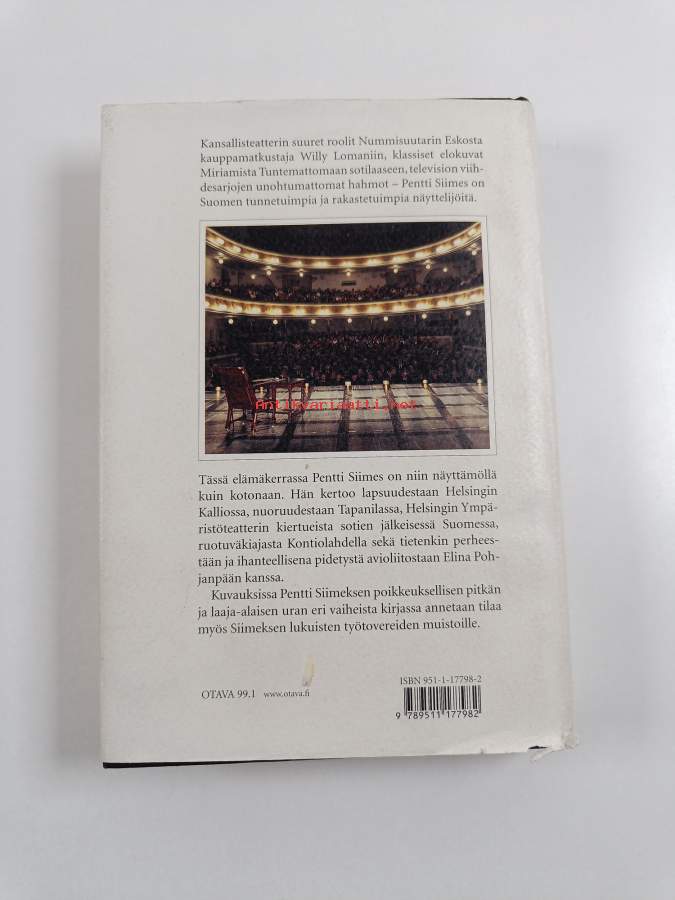 Kansallisteatterin suuret roolit Nummisuutarin Eskosta
kauppamatkustaja Willy Lomaniin, klassiset elokuvat
Miriamista Tuntemattomaan sotilaaseen, television viih-
desarjojen unohtumattomat hahmot – Pentti Siimes on
Suomen tunnetuimpia ja rakastetuimpia näyttelijöitä.
Antikvariaatti.net
Tässä elämäkerrassa Pentti Siimes on niin näyttämöllä
kuin kotonaan. Hän kertoo lapsuudestaan Helsingin
Kalliossa, nuoruudestaan Tapanilassa, Helsingin Ympä-
ristöteatterin kiertueista sotien jälkeisessä Suomessa,
ruotuväkiajasta Kontiolahdella sekä tietenkin perhees-
tään ja ihanteellisena pidetystä avioliitostaan Elina Poh-
janpään kanssa.
Kuvauksissa Pentti Siimeksen poikkeuksellisen pitkän
ja laaja-alaisen uran eri vaiheista kirjassa annetaan tilaa
myös Siimeksen lukuisten työtovereiden muistoille.
ISBN 951-1-17798-2
OTAVA 99.1 www.otava.fi
9 789511 177982